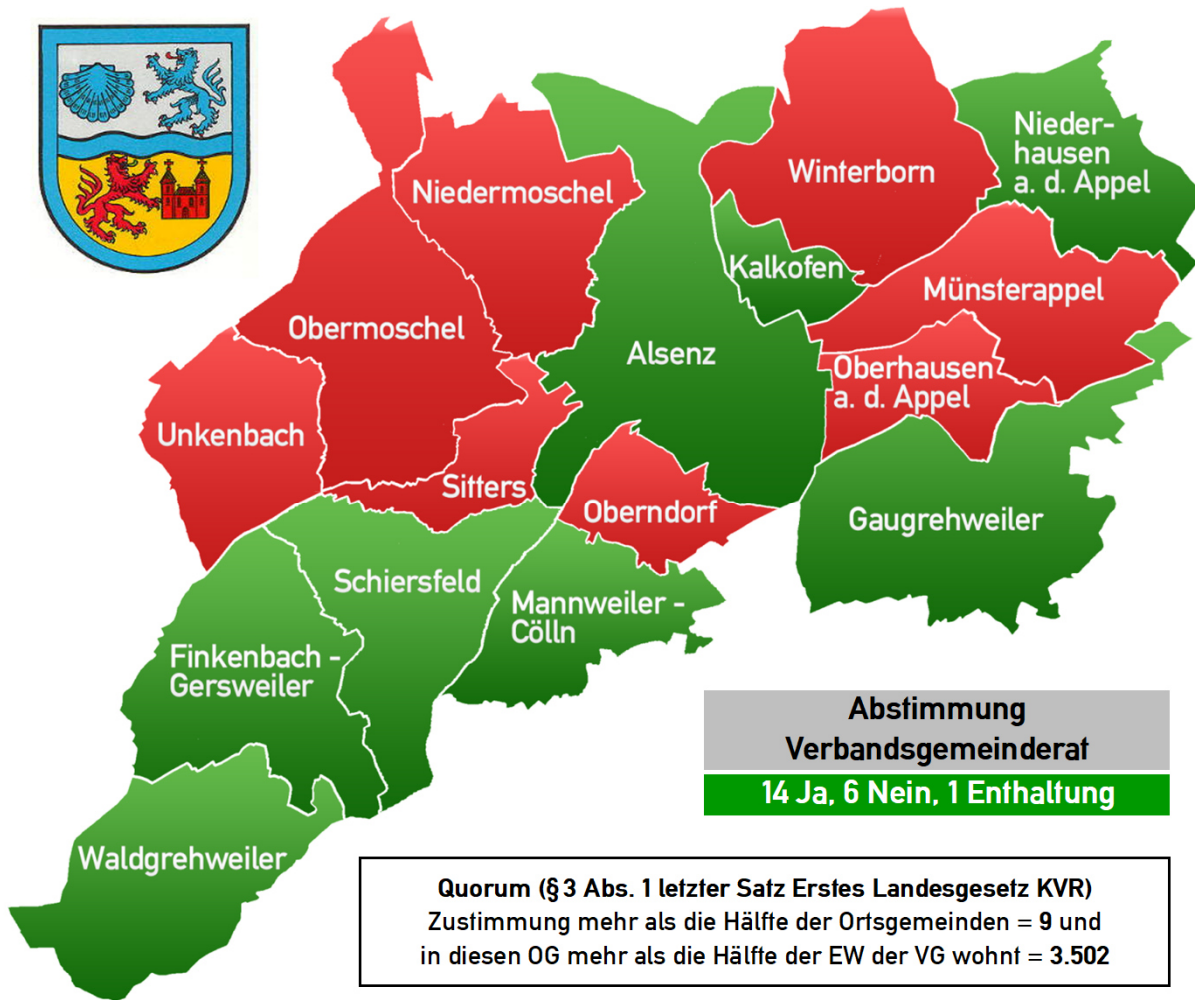 Niedermoschel
Winterborn
Nieder-
hausen
a. d. Appel
Kalkofen
Münsterappel
Obermoschel
Alsenz
Oberhausen
a. d. Appel
Unkenbach
Sitters
Oberndorf
Gaugrehweiler
Schiersfeld
Mannweiler -
Cölln
Finkenbach -
Gersweiler
Waldgrehweiler
Abstimmung
Verbandsgemeinderat
14 Ja, 6 Nein, 1 Enthaltung
Quorum (§ 3 Abs. 1 letzter Satz Erstes Landesgesetz KVR)
Zustimmung mehr als die Hälfte der Ortsgemeinden = 9 und
in diesen OG mehr als die Hälfte der EW der VG wohnt = 3.502